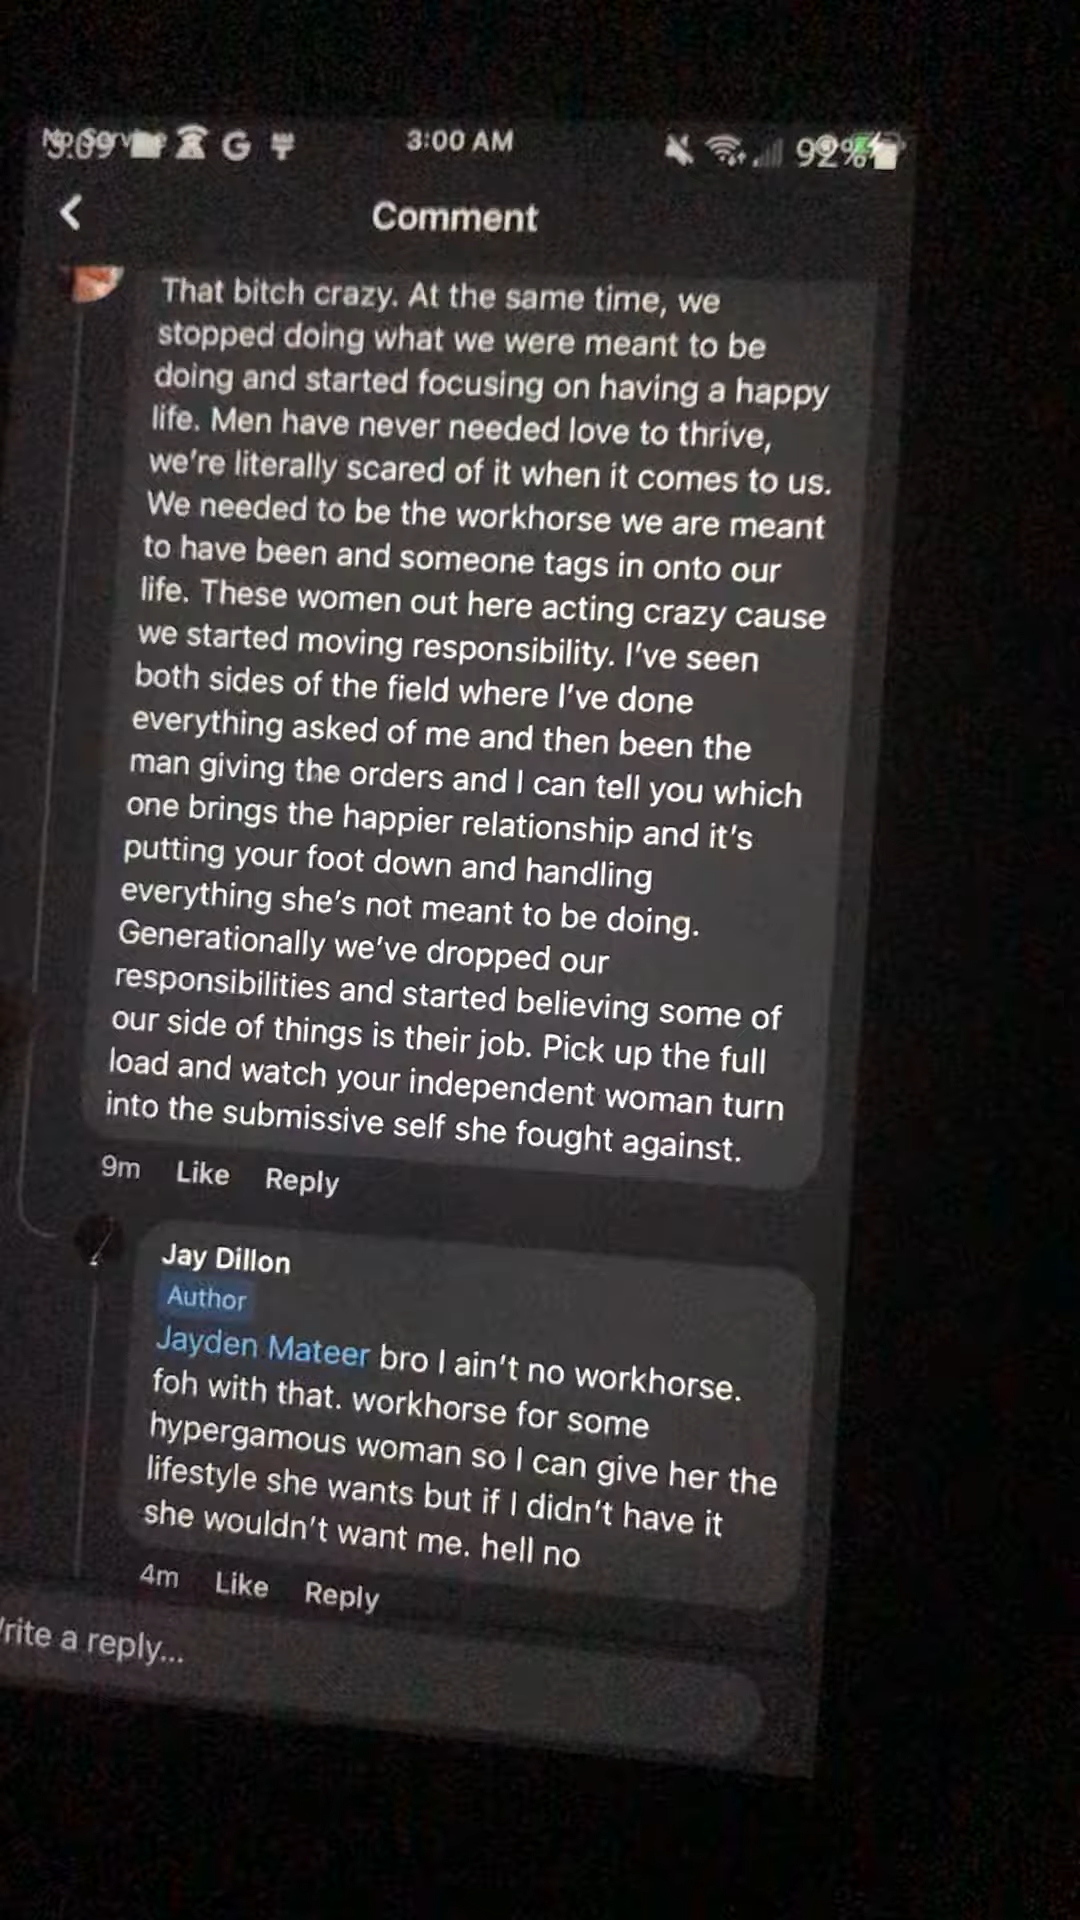 G
3:00 AM
92%
Comment
That bitch crazy. At the same time, we
stopped doing what we were meant to be
doing and started focusing on having a happy
life. Men have never needed love to thrive,
we're literally scared of it when it comes to us.
We needed to be the workhorse we are meant
to have been and someone tags in onto our
life. These women out here acting crazy cause
we started moving responsibility. I've seen
both sides of the field where I've done
everything asked of me and then been the
man giving the orders and I can tell you which
one brings the happier relationship and it's
putting your foot down and handling
everything she's not meant to be doing.
Generationally we've dropped our
responsibilities and started believing some of
our side of things is their job. Pick up the full
load and watch your independent woman turn
into the submissive self she fought against.
9m Like Reply
Jay Dillon
Author
Jayden Mateer bro I ain't no workhorse.
foh with that. workhorse for some
hypergamous woman so I can give her the
lifestyle she wants but if I didn't have it
she wouldn't want me. hell no
4m Like Reply
rite a reply...